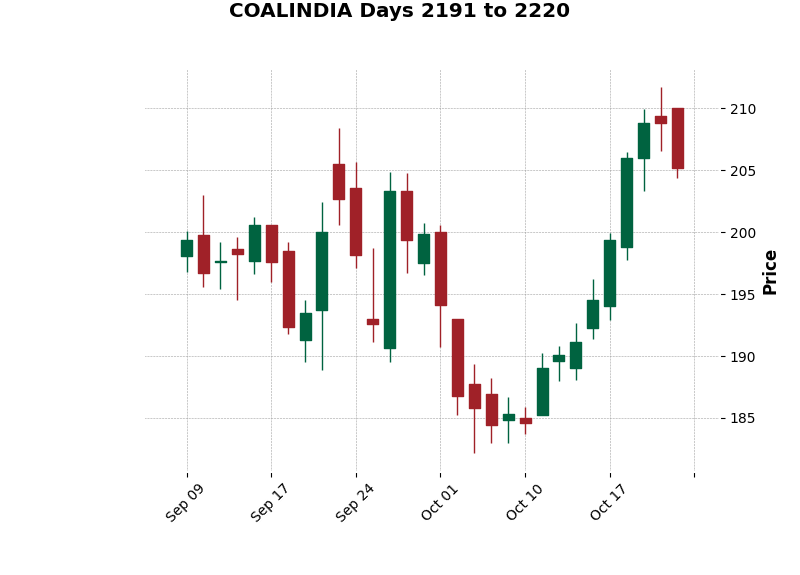 COALINDIA Days 2191 to 2220
210
205
200
195
190
185
Price
Sep 09
Sep 17
Sep 24
Oct 01
Oct 10
Oct 17